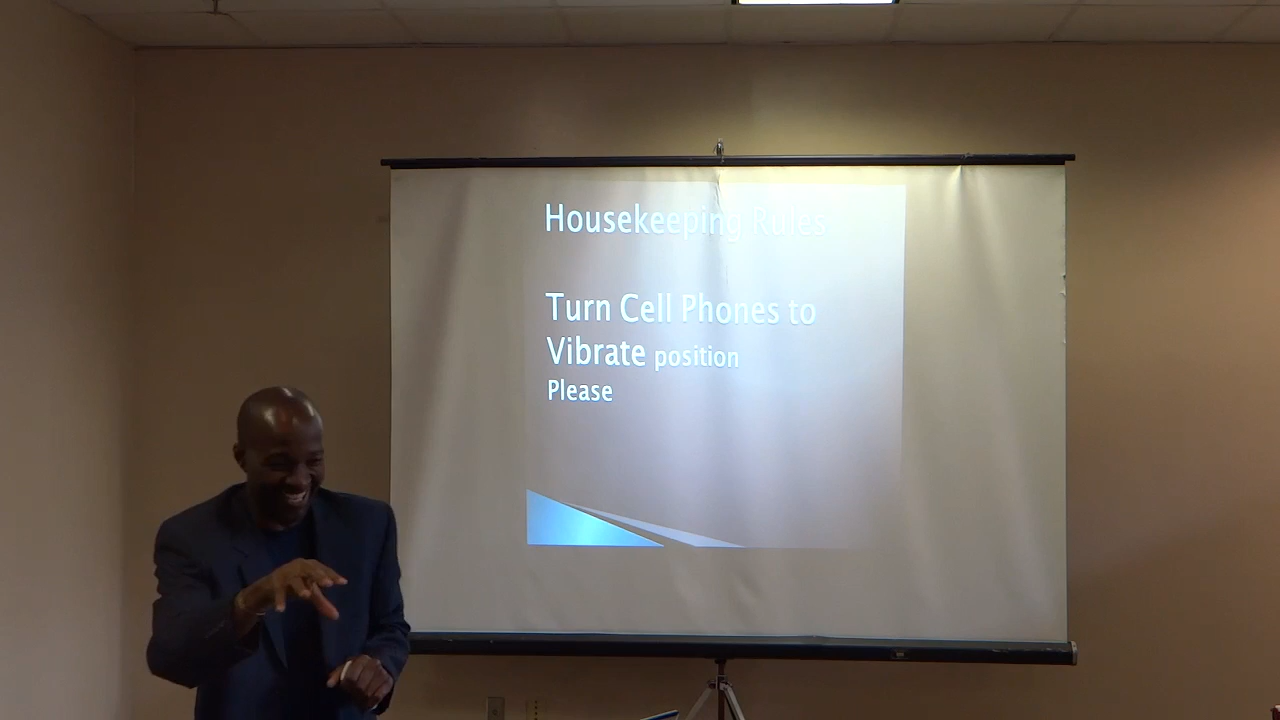 Housekeeping Rules
Turn Cell Phones to
Vibrate position
Please